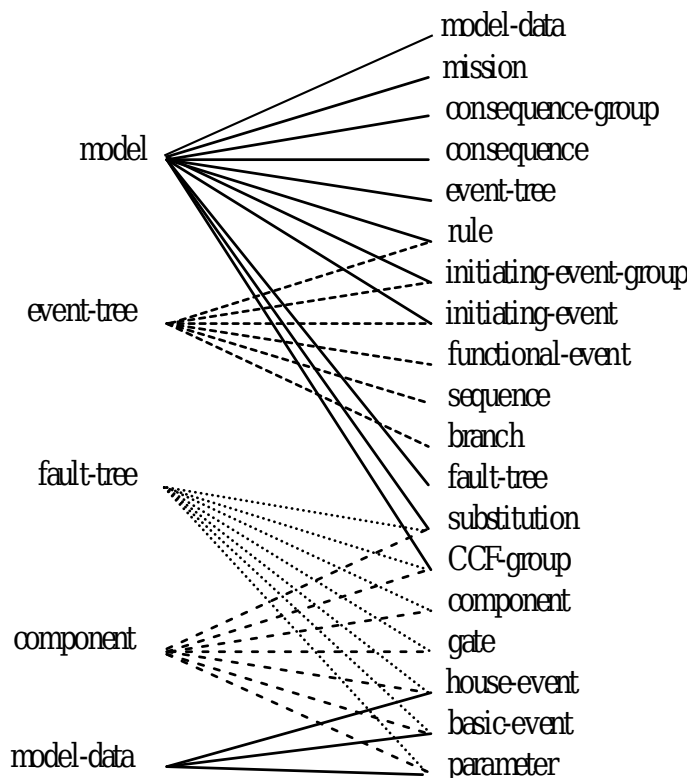 model-data
mission
consequence-group
model
consequence
event-tree
rule
initiating-event-group
event-tree
initiating-event
functional-event
sequence
branch
fault-tree
fault-tree
substitution
CCF-group
component
component
gate
house-event
basic-event
model-data
parameter